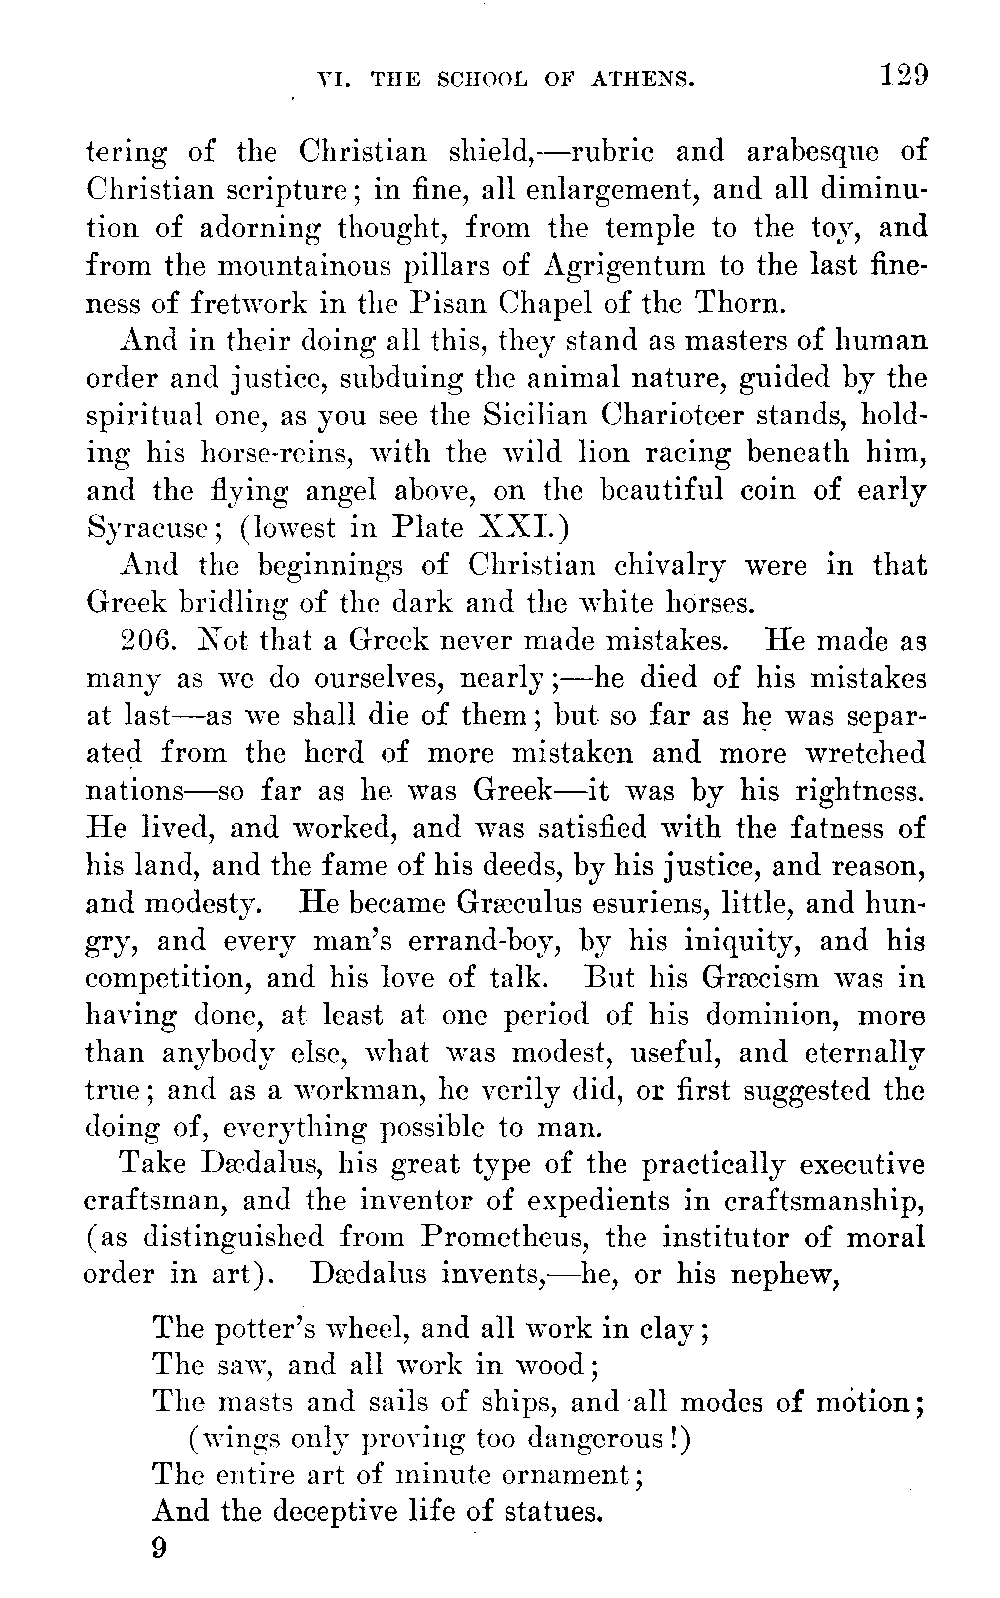 VI. THE SCHOOL OF ATHENS. 129
tering of the Christian shield,—rubric and arabesque of
Christian scripture; in fine, all enlargement, and all diminu-
tion of adorning thought, from the temple to the toy, and
from the mountainous pillars of Agrigentum to the last fine-
ness of fretwork in the Pisan Chapel of the Thorn.
And in their doing all this, they stand as masters of human
order and justice, subduing the animal nature, guided by the
spiritual one, as you see the Sicilian Charioteer stands, hold-
ing his horse-reins, with the wild lion racing beneath him,
and the flying angel above, on the beautiful coin of early
Syracuse; (lowest in Plate XXI.)
And the beginnings of Christian chivalry were in that
Greek bridling of the dark and the white horses.
206. Not that a Greek never made mistakes. He made as
many as we do ourselves, nearly;—he died of his mistakes
at last—as we shall die of them; but so far as he was separ-
ated from the herd of more mistaken and more wretched
nations—so far as he was Greek—it was by his rightness.
He lived, and worked, and was satisfied with the fatness of
his land, and the fame of his deeds, by his justice, and reason,
and modesty. He became Græculus esuriens, little, and hun-
gry, and every man's errand-boy, by his iniquity, and his
competition, and his love of talk. But his Græcism was in
having done, at least at one period of his dominion, more
than anybody else, what was modest, useful, and eternally
true; and as a workman, he verily did, or first suggested the
doing of, everything possible to man.
Take Dædalus, his great type of the practically executive
craftsman, and the inventor of expedients in craftsmanship,
(as distinguished from Prometheus, the institutor of moral
order in art). Dædalus invents,—he, or his nephew,
The potter's wheel, and all work in clay;
The saw, and all work in wood;
The masts and sails of ships, and all modes of motion;
(wings only proving too dangerous!)
The entire art of minute ornament;
And the deceptive life of statues.
9